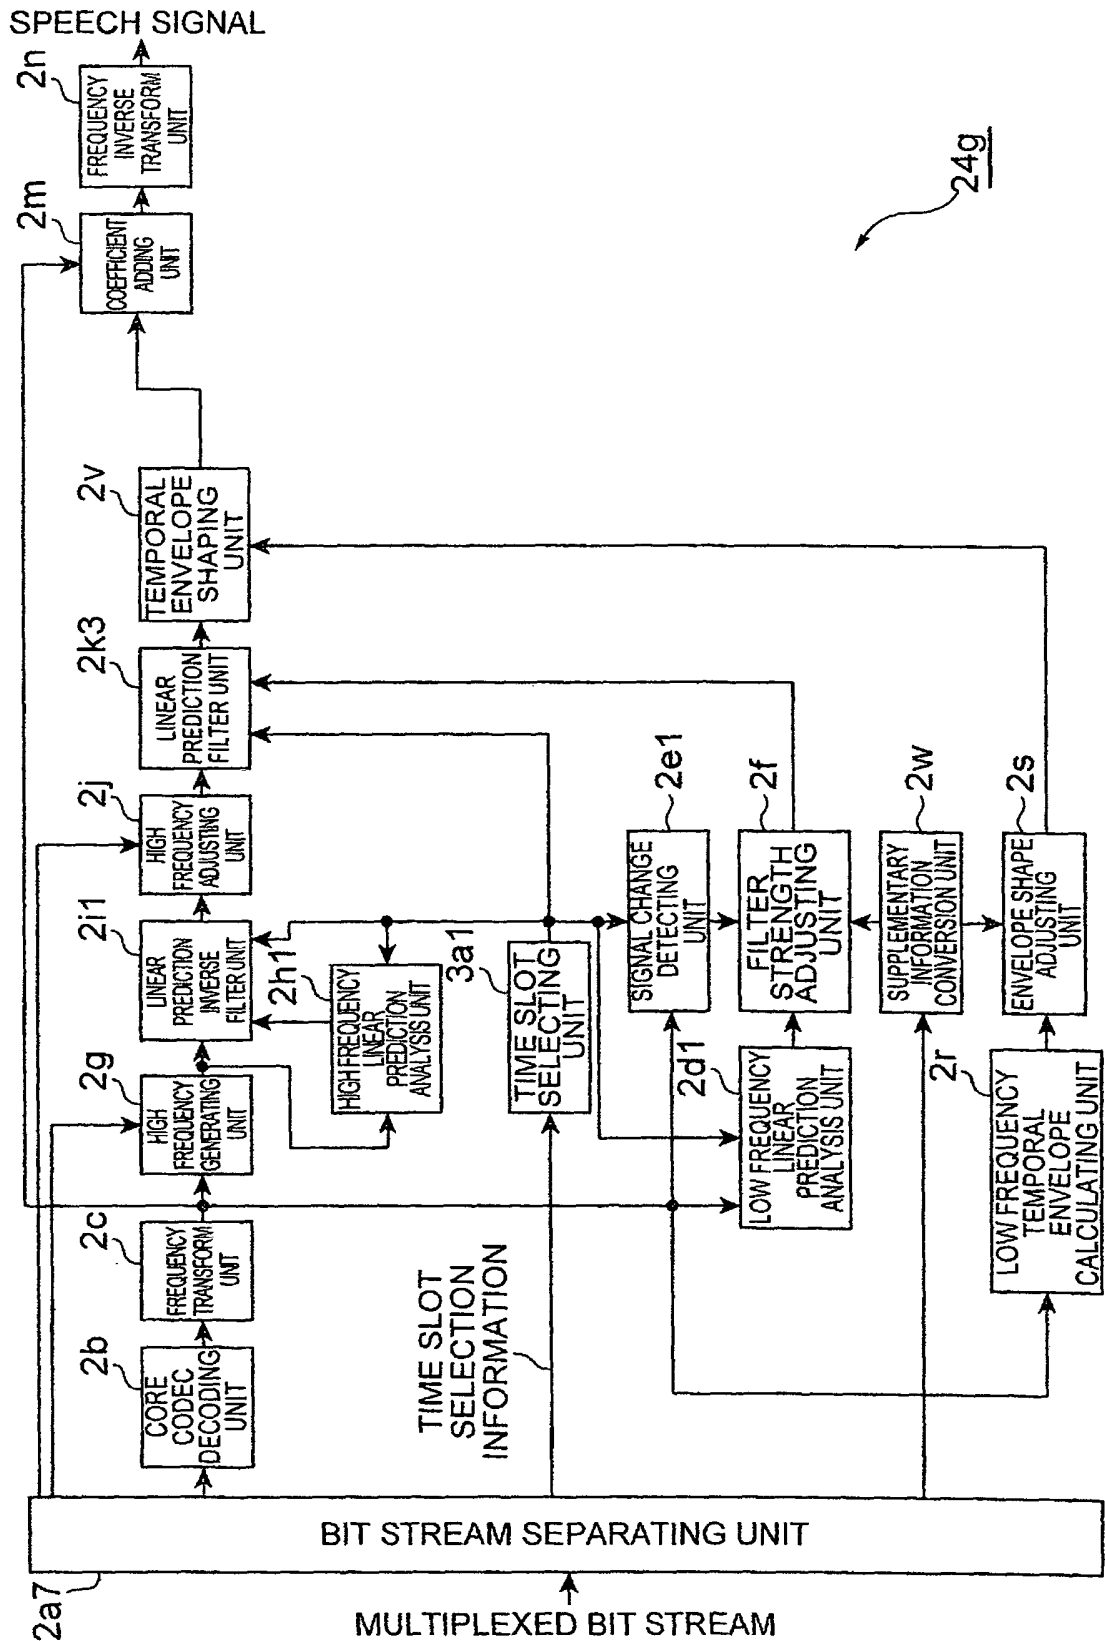 SPEECH SIGNAL
2n
FREQUENCY
INVERSE
TRANSFORM
UNIT
2m
COEFFICIENT
ADDING
UNIT
24g
2v
TEMPORAL
ENVELOPE
SHAPING
UNIT
2k3
LINEAR
PREDICTION
FILTER UNIT
2j
HIGH
FREQUENCY
ADJUSTING
UNIT
2i1
LINEAR
PREDICTION
INVERSE
FILTER UNIT
2h1
HIGH FREQUENCY
LINEAR
PREDICTION
ANALYSIS UNIT
2g
HIGH
FREQUENCY
GENERATING
UNIT
2c
FREQUENCY
TRANSFORM
UNIT
2b
CORE
CODEC
DECODING
UNIT
3a1
TIME SLOT
SELECTING
UNIT
TIME SLOT
SELECTION
INFORMATION
2e1
SIGNAL CHANGE
DETECTING
UNIT
2f
FILTER
STRENGTH
ADJUSTING
UNIT
2d1
LOW FREQUENCY
LINEAR
PREDICTION
ANALYSIS UNIT
2w
SUPPLEMENTARY
INFORMATION
CONVERSION UNIT
2s
ENVELOPE SHAPE
ADJUSTING
UNIT
2r
LOW FREQUENCY
TEMPORAL
ENVELOPE
CALCULATING UNIT
BIT STREAM SEPARATING UNIT
2a7
MULTIPLEXED BIT STREAM